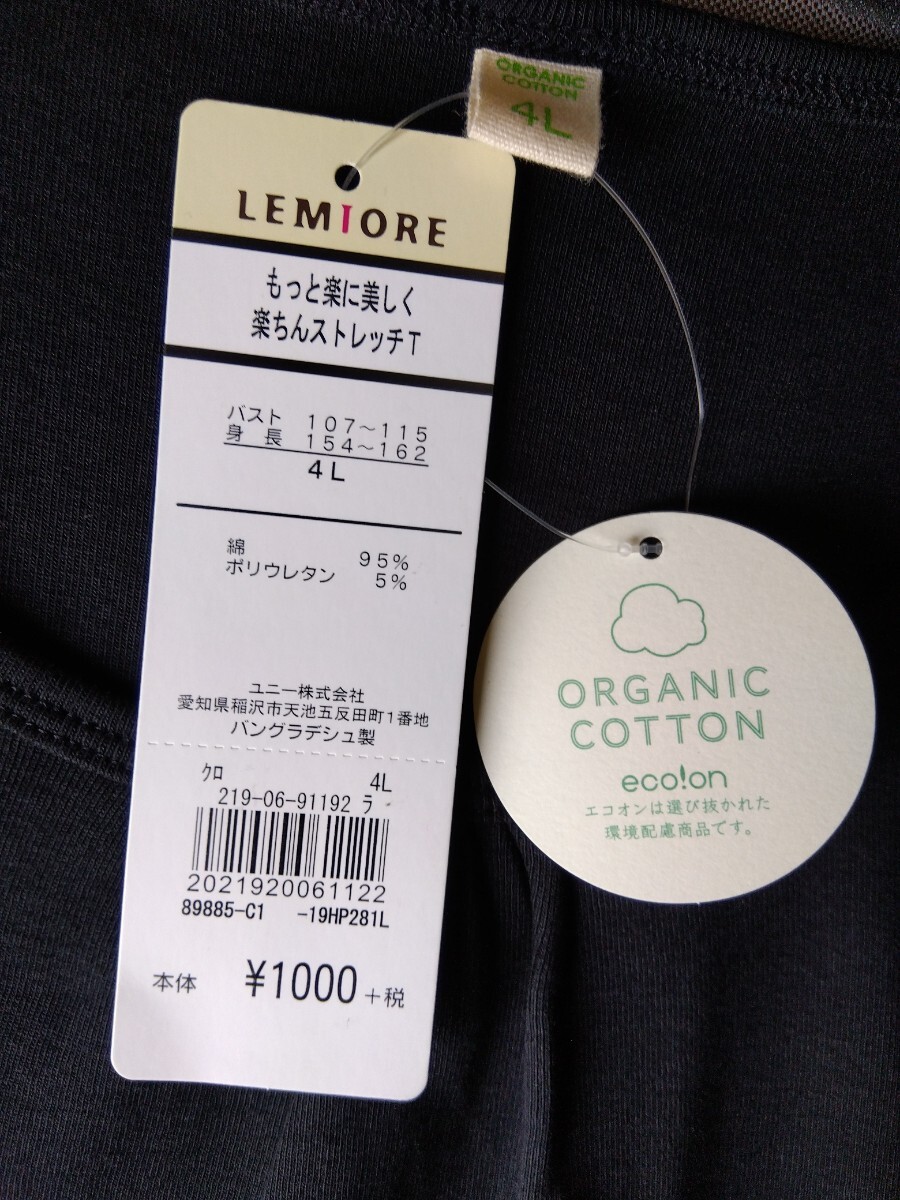 ORGANIC
COTTON
4L
LEMIORE
もっと楽に美しく
楽ちんストレッチT
バスト 107～115
身長 154～162
4L
綿 95%
ポリウレタン 5%
ユニー株式会社
愛知県稲沢市天池五反田町1番地
バングラデシュ製
クロ 4L
219-06-91192 ラ
2021920061122
89885-C1 -19HP281L
本体 ¥1000+税
ORGANIC
COTTON
eco!on
エコオンは選び抜かれた
環境配慮商品です。